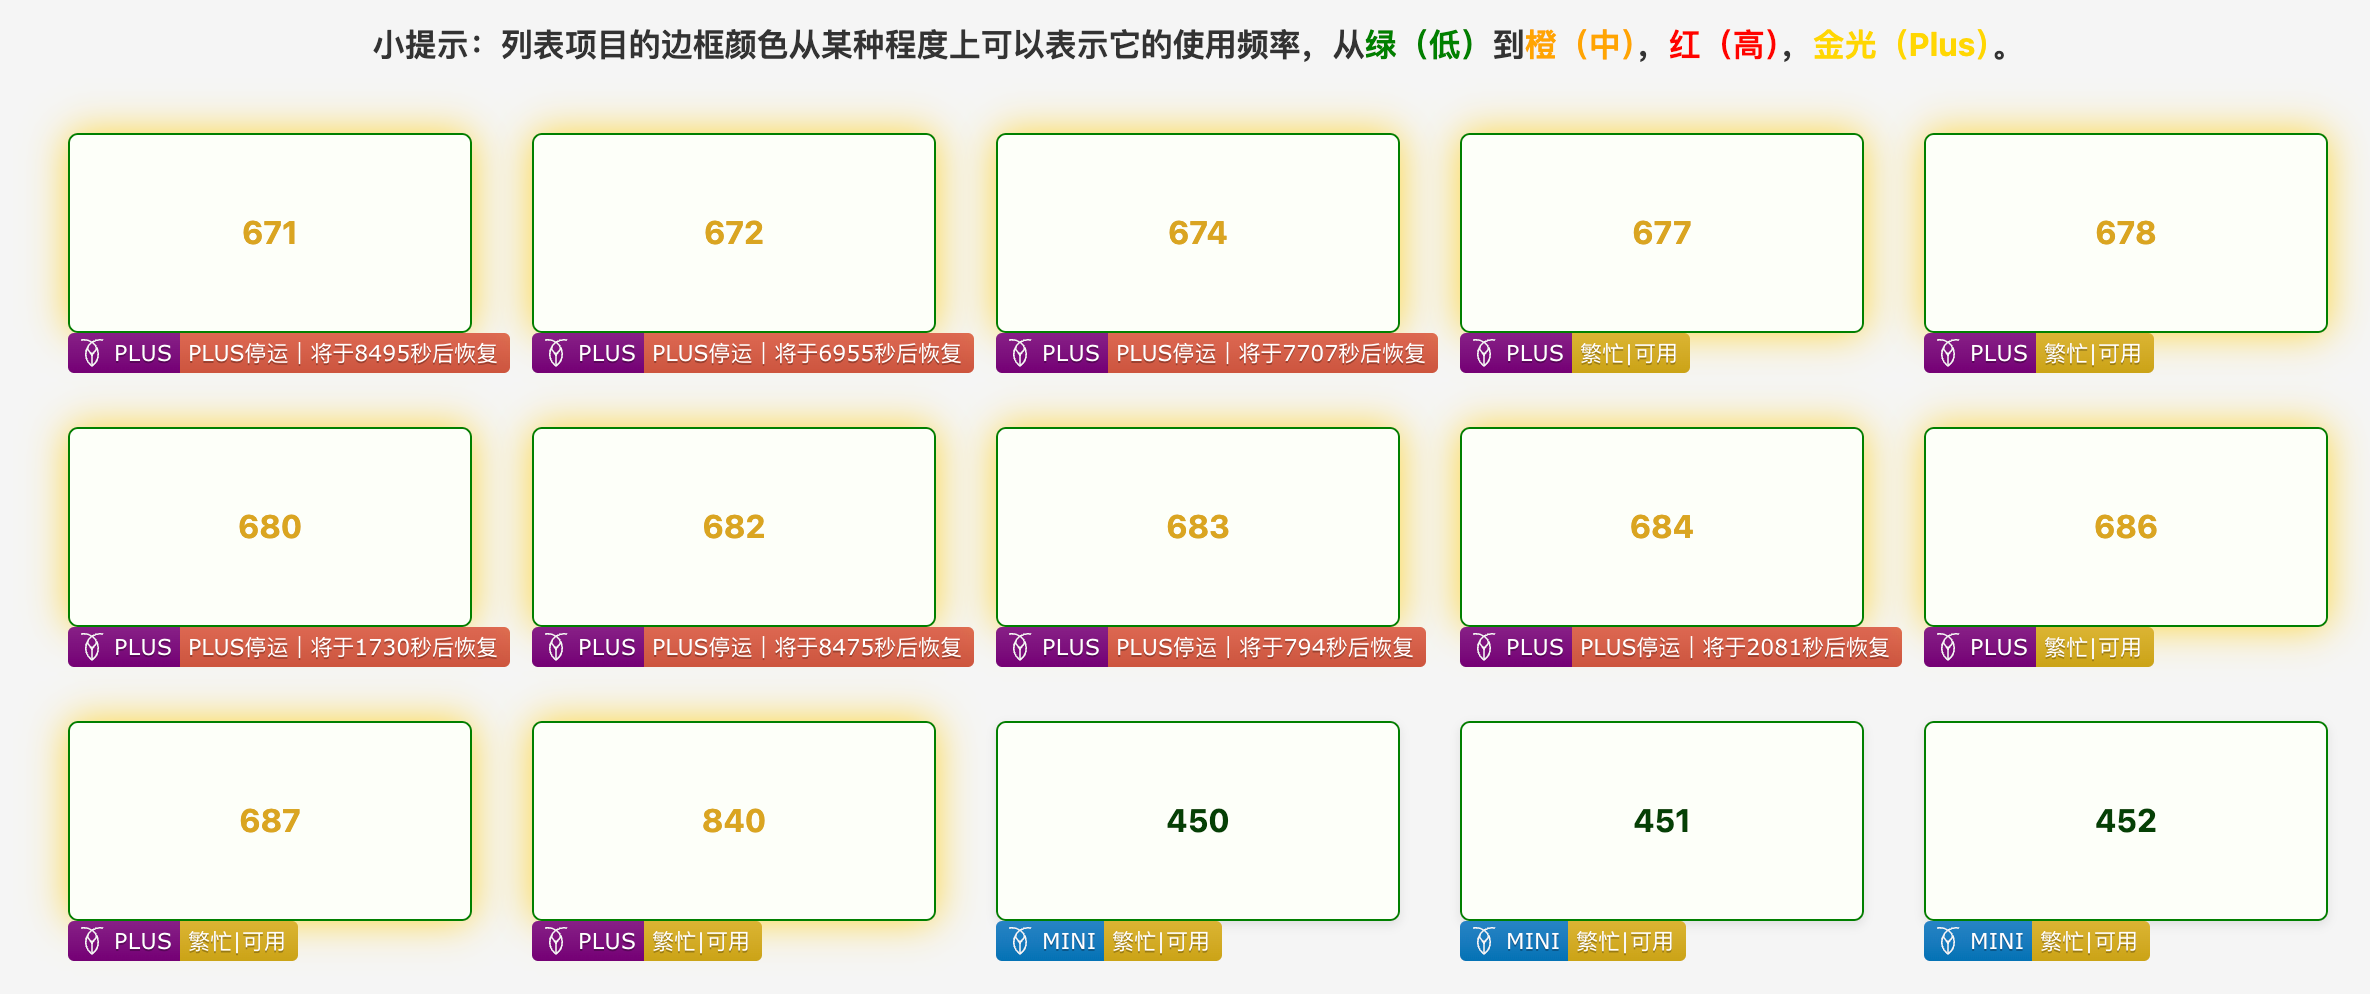 小提示：列表项目的边框颜色从某种程度上可以表示它的使用频率，从绿（低）到橙（中），红（高），金光（Plus）。
671
672
674
677
678
PLUS PLUS停运｜将于8495秒后恢复
PLUS PLUS停运｜将于6955秒后恢复
PLUS PLUS停运｜将于7707秒后恢复
PLUS 繁忙|可用
PLUS 繁忙|可用
680
682
683
684
686
PLUS PLUS停运｜将于1730秒后恢复
PLUS PLUS停运｜将于8475秒后恢复
PLUS PLUS停运｜将于794秒后恢复
PLUS PLUS停运｜将于2081秒后恢复
PLUS 繁忙|可用
687
840
450
451
452
PLUS 繁忙|可用
PLUS 繁忙|可用
MINI 繁忙|可用
MINI 繁忙|可用
MINI 繁忙|可用